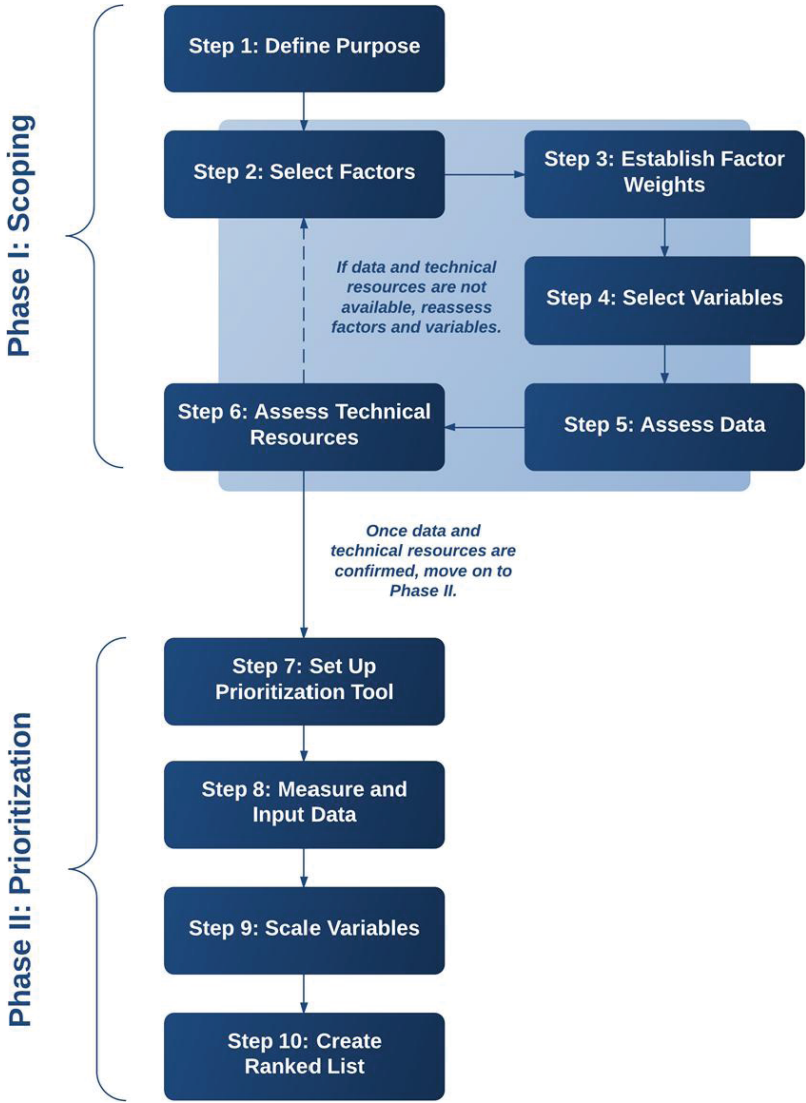 Phase I: Scoping
Step 1: Define Purpose
Step 2: Select Factors
Step 3: Establish Factor
Weights
If data and technical
resources are not
available, reassess
factors and variables.
Step 4: Select Variables
Step 6: Assess Technical
Resources
Step 5: Assess Data
Once data and
technical resources are
confirmed, move on to
Phase II.
Phase II: Prioritization
Step 7: Set Up
Prioritization Tool
Step 8: Measure and
Input Data
Step 9: Scale Variables
Step 10: Create
Ranked List